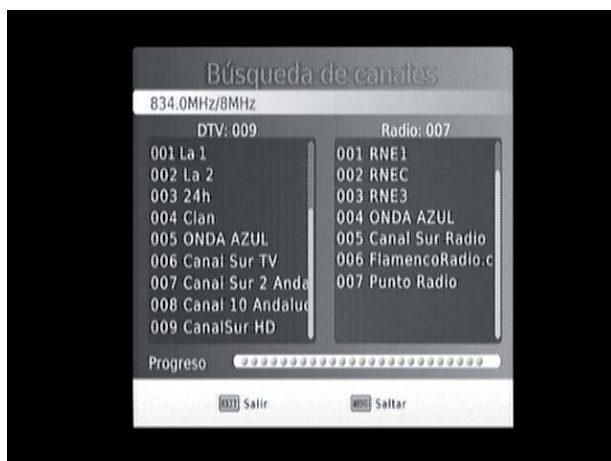 Búsqueda de canales
834.0MHz/8MHz
DTV: 009
001 La 1
002 La 2
003 24h
004 Clan
005 ONDA AZUL
006 Canal Sur TV
007 Canal Sur 2 Anda
008 Canal 10 Andaluc
009 CanalSur HD
Radio: 007
001 RNE1
002 RNEC
003 RNE3
004 ONDA AZUL
005 Canal Sur Radio
006 FlamencoRadio.c
007 Punto Radio
Progreso
EXIT Salir
MENU Saltar